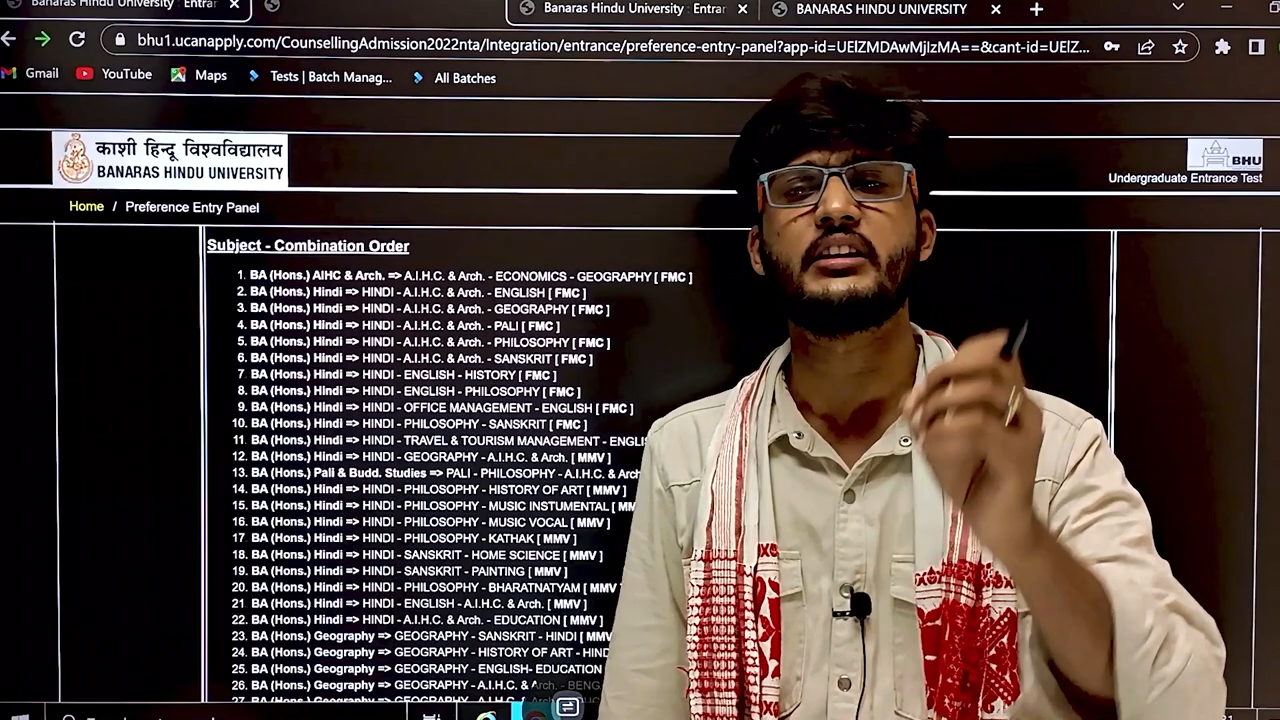 Banaras Hindu University : Entrar
Banaras Hindu University : Entrar
BANARAS HINDU UNIVERSITY
bhu1.ucanapply.com/CounsellingAdmission2022nta/Integration/entrance/preference-entry-panel?app-id=UElZMDAwMjIzMA==&cant-id=UElZ...
Gmail YouTube Maps Tests | Batch Manag... All Batches
काशी हिन्दू विश्वविद्यालय
BANARAS HINDU UNIVERSITY
BHU
Undergraduate Entrance Test
Home / Preference Entry Panel
Subject - Combination Order
1. BA (Hons.) AIHC & Arch. => A.I.H.C. & Arch. - ECONOMICS - GEOGRAPHY [ FMC ]
2. BA (Hons.) Hindi => HINDI - A.I.H.C. & Arch. - ENGLISH [ FMC ]
3. BA (Hons.) Hindi => HINDI - A.I.H.C. & Arch. - GEOGRAPHY [ FMC ]
4. BA (Hons.) Hindi => HINDI - A.I.H.C. & Arch. - PALI [ FMC ]
5. BA (Hons.) Hindi => HINDI - A.I.H.C. & Arch. - PHILOSOPHY [ FMC ]
6. BA (Hons.) Hindi => HINDI - A.I.H.C. & Arch. - SANSKRIT [ FMC ]
7. BA (Hons.) Hindi => HINDI - ENGLISH - HISTORY [ FMC ]
8. BA (Hons.) Hindi => HINDI - ENGLISH - PHILOSOPHY [ FMC ]
9. BA (Hons.) Hindi => HINDI - OFFICE MANAGEMENT - ENGLISH [ FMC ]
10. BA (Hons.) Hindi => HINDI - PHILOSOPHY - SANSKRIT [ FMC ]
11. BA (Hons.) Hindi => HINDI - TRAVEL & TOURISM MANAGEMENT - ENGLI
12. BA (Hons.) Hindi => HINDI - GEOGRAPHY - A.I.H.C. & Arch. [ MMV ]
13. BA (Hons.) Pali & Budd. Studies => PALI - PHILOSOPHY - A.I.H.C. & Arch
14. BA (Hons.) Hindi => HINDI - PHILOSOPHY - HISTORY OF ART [ MMV ]
15. BA (Hons.) Hindi => HINDI - PHILOSOPHY - MUSIC INSTUMENTAL [ MM
16. BA (Hons.) Hindi => HINDI - PHILOSOPHY - MUSIC VOCAL [ MMV ]
17. BA (Hons.) Hindi => HINDI - PHILOSOPHY - KATHAK [ MMV ]
18. BA (Hons.) Hindi => HINDI - SANSKRIT - HOME SCIENCE [ MMV ]
19. BA (Hons.) Hindi => HINDI - SANSKRIT - PAINTING [ MMV ]
20. BA (Hons.) Hindi => HINDI - PHILOSOPHY - BHARATNATYAM [ MMV
21. BA (Hons.) Hindi => HINDI - ENGLISH - A.I.H.C. & Arch. [ MMV ]
22. BA (Hons.) Hindi => HINDI - A.I.H.C. & Arch. - EDUCATION [ MMV ]
23. BA (Hons.) Geography => GEOGRAPHY - SANSKRIT - HINDI [ MMV
24. BA (Hons.) Geography => GEOGRAPHY - HISTORY OF ART - HIND
25. BA (Hons.) Geography => GEOGRAPHY - ENGLISH- EDUCATION
26. BA (Hons.) Geography => GEOGRAPHY - A.I.H.C. & Arch. - BENG
27. BA (Hons.) Geography => GEOGRAPHY - A.I.H.C. & Arch.